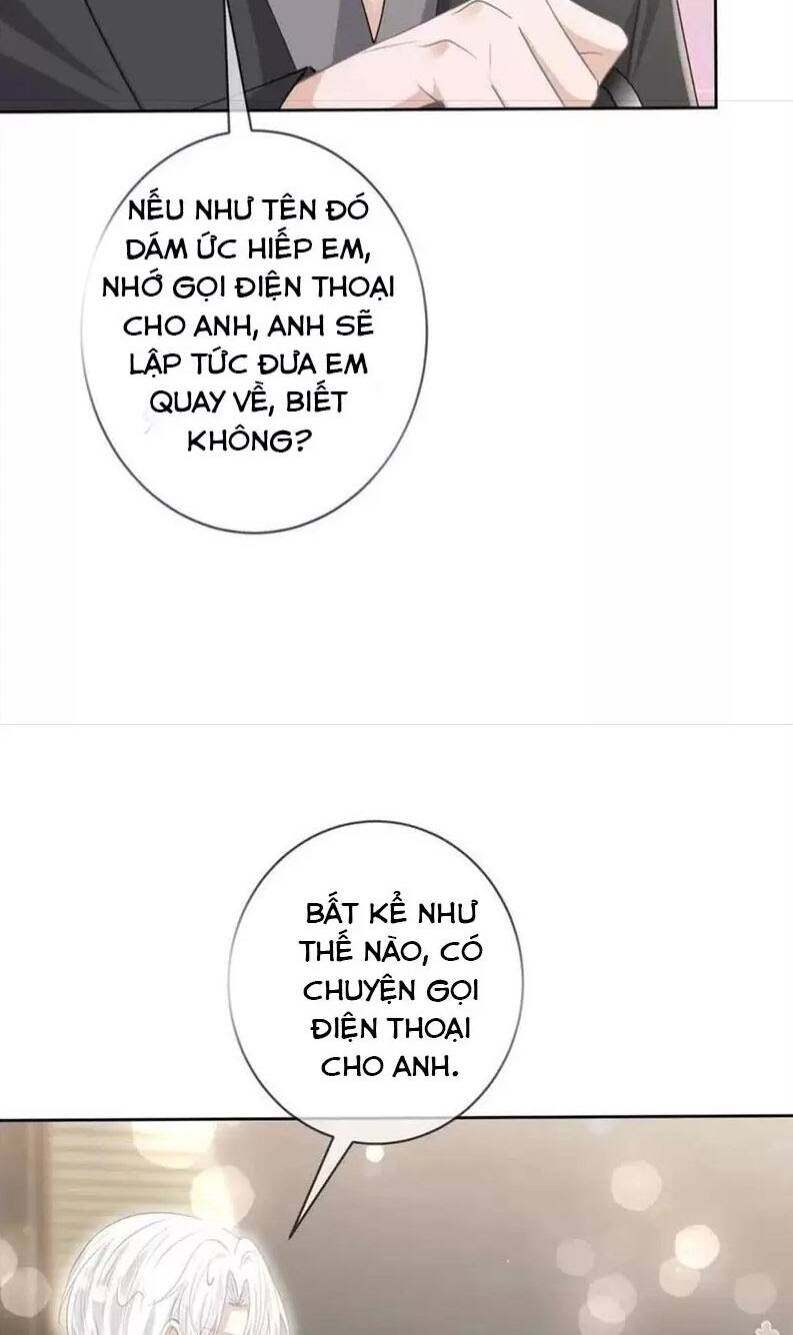 NẾU NHƯ TÊN ĐÓ
DÁM ỨC HIẾP EM,
NHỚ GỌI ĐIỆN THOẠI
CHO ANH, ANH SẼ
LẬP TỨC ĐƯA EM
QUAY VỀ, BIẾT
KHÔNG?
BẤT KỂ NHƯ
THẾ NÀO, CÓ
CHUYỆN GỌI
ĐIỆN THOẠI
CHO ANH.